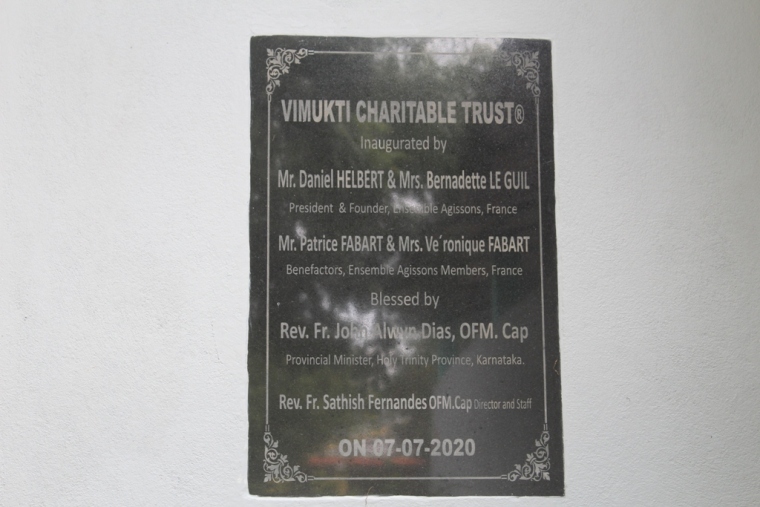 VIMUKTI CHARITABLE TRUST®
Inaugurated by
Mr. Daniel HELBERT & Mrs. Bernadette LE GUIL
President & Founder, Ensemble Agissons, France
Mr. Patrice FABART & Mrs. Ve´ronique FABART
Benefactors, Ensemble Agissons Members, France
Blessed by
Rev. Fr. John Alwyn Dias, OFM. Cap
Provincial Minister, Holy Trinity Province, Karnataka.
Rev. Fr. Sathish Fernandes OFM.Cap Director and Staff
ON 07-07-2020